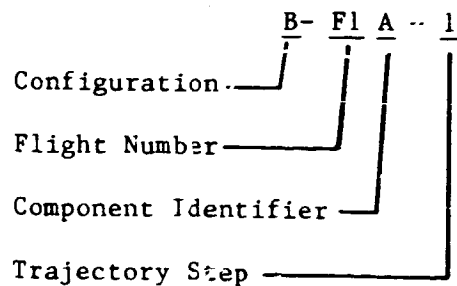 B- F1 A -- 1
Configuration
Flight Number
Component Identifier
Trajectory Step